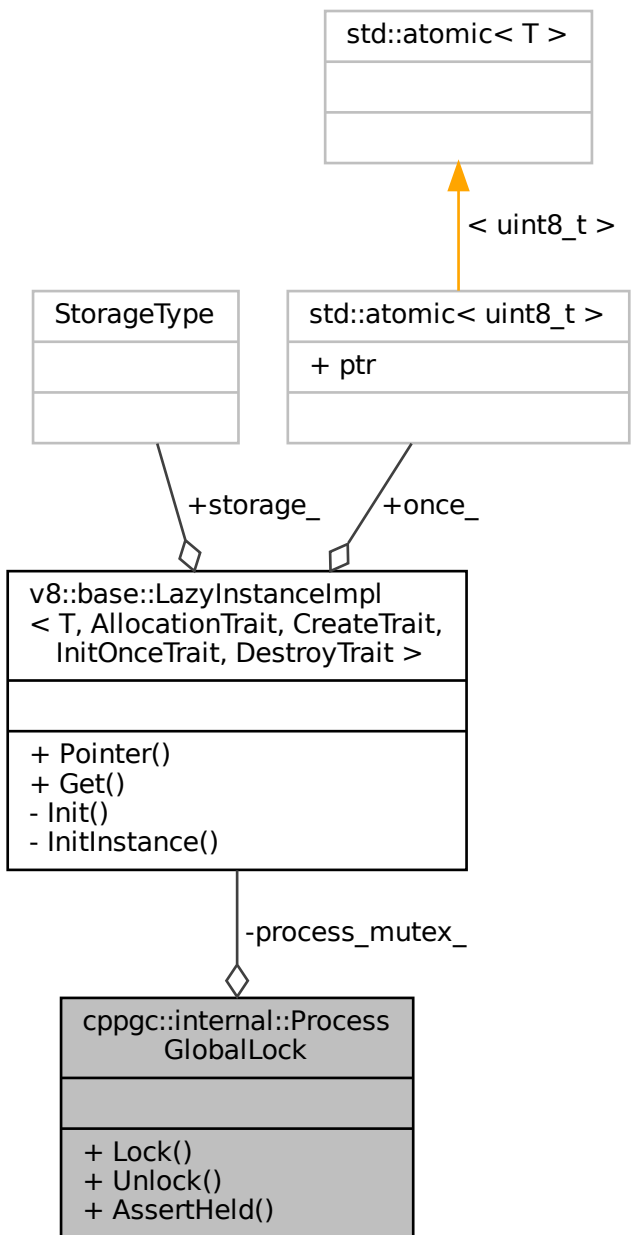 std::atomic< T >
< uint8_t >
StorageType
std::atomic< uint8_t >
+ ptr
+storage_
+once_
v8::base::LazyInstanceImpl
< T, AllocationTrait, CreateTrait,
InitOnceTrait, DestroyTrait >
+ Pointer()
+ Get()
- Init()
- InitInstance()
-process_mutex_
cppgc::internal::Process
GlobalLock
+ Lock()
+ Unlock()
+ AssertHeld()